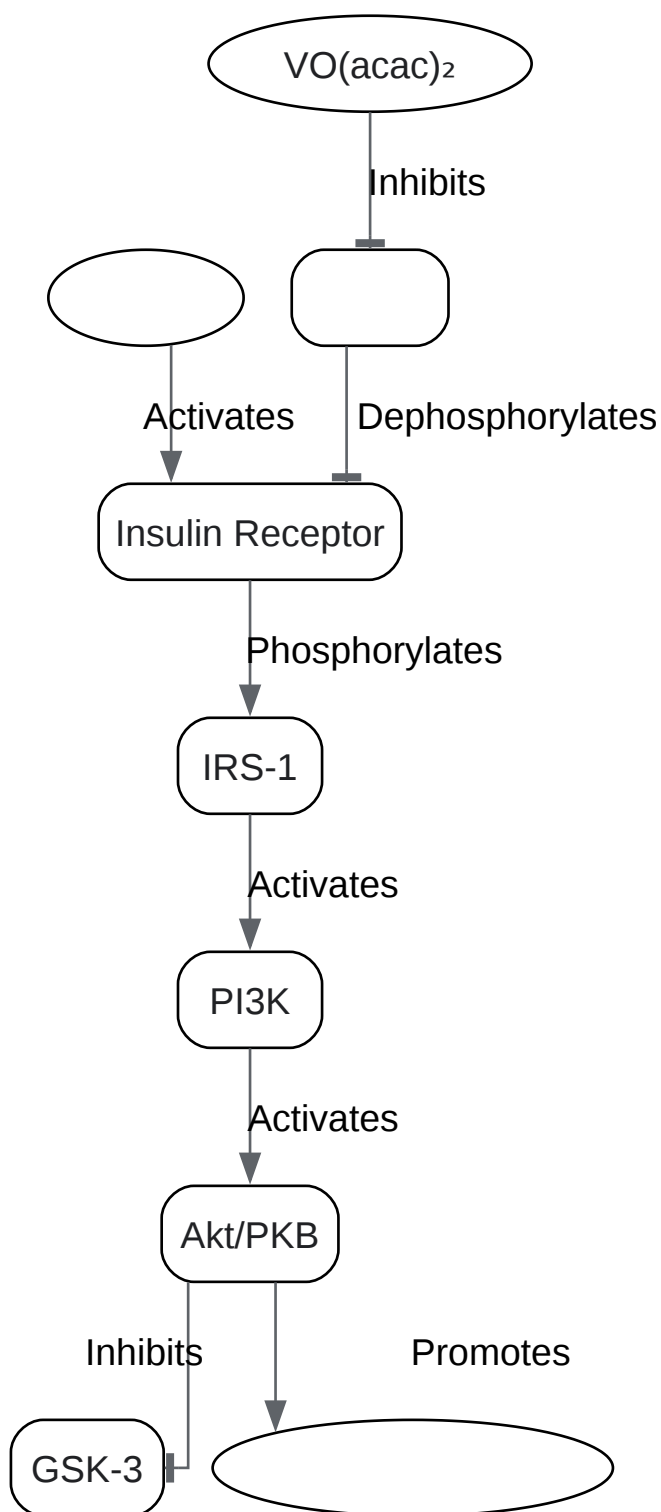 VO(acac)₂
Inhibits
Activates
Dephosphorylates
Insulin Receptor
Phosphorylates
IRS-1
Activates
PI3K
Activates
Akt/PKB
Inhibits
Promotes
GSK-3